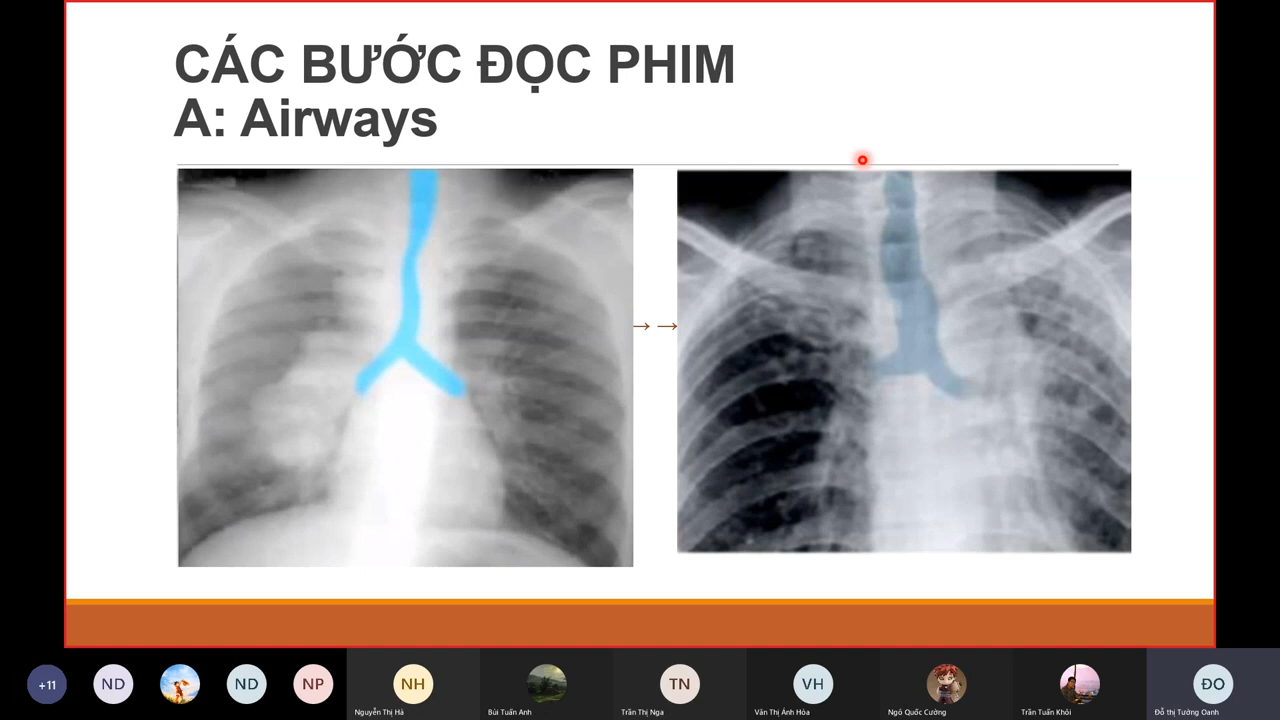 CÁC BƯỚC ĐỌC PHIM
A: Airways
→ →
+11
ND
ND
NP
NH
TN
VH
ĐO
Nguyễn Thị Hà
Bùi Tuấn Anh
Trần Thị Nga
Văn Thị Ánh Hòa
Ngô Quốc Cường
Trần Tuấn Khôi
Đỗ thị Tường Oanh